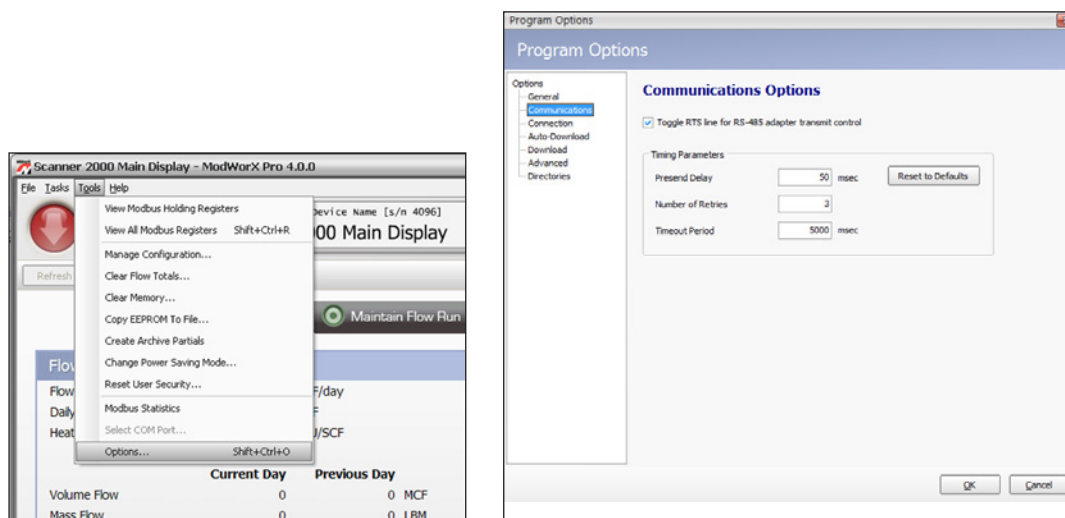 Scanner 2000 Main Display - ModWorX Pro 4.0.0
File Tasks Tools Help
View Modbus Holding Registers
View All Modbus Registers Shift+Ctrl+R
Manage Configuration...
Clear Flow Totals...
Clear Memory...
Copy EEPROM To File...
Create Archive Partials
Change Power Saving Mode...
Reset User Security...
Modbus Statistics
Select COM Port...
Options... Shift+Ctrl+O
Device Name [s/n 4096]
00 Main Display
Refresh
Maintain Flow Run
Flow
Flow F/day
Daily F
Heat J/SCF
Current Day Previous Day
Volume Flow 0 0 MCF
Mass Flow 0 0 LBM
Program Options
Program Options
Options
General
Communications
Connection
Auto-Download
Download
Advanced
Directories
Communications Options
Toggle RTS line for RS-485 adapter transmit control
Timing Parameters
Presend Delay 50 msec Reset to Defaults
Number of Retries
Timeout Period 5000 msec
OK Cancel